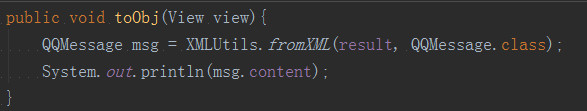 public void toObj(View view){
QQMessage msg = XMLUtils.fromXML(result, QQMessage.class);
System.out.println(msg.content);
}